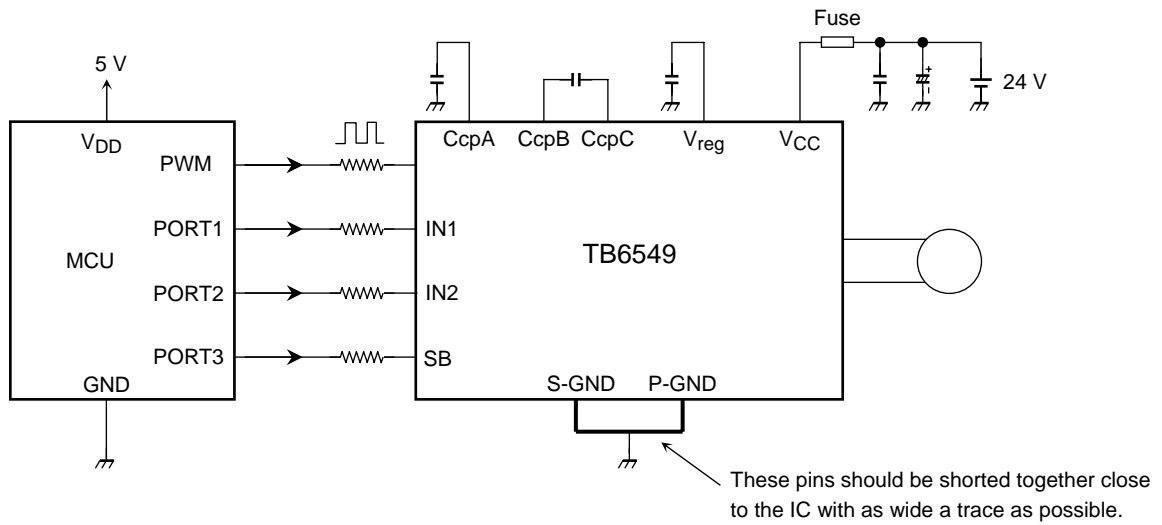 Fuse
5 V
24 V
VDD
CcpA CcpB CcpC Vreg VCC
PWM
PORT1 IN1
MCU TB6549
PORT2 IN2
PORT3 SB
GND S-GND P-GND
+
–
These pins should be shorted together close
to the IC with as wide a trace as possible.